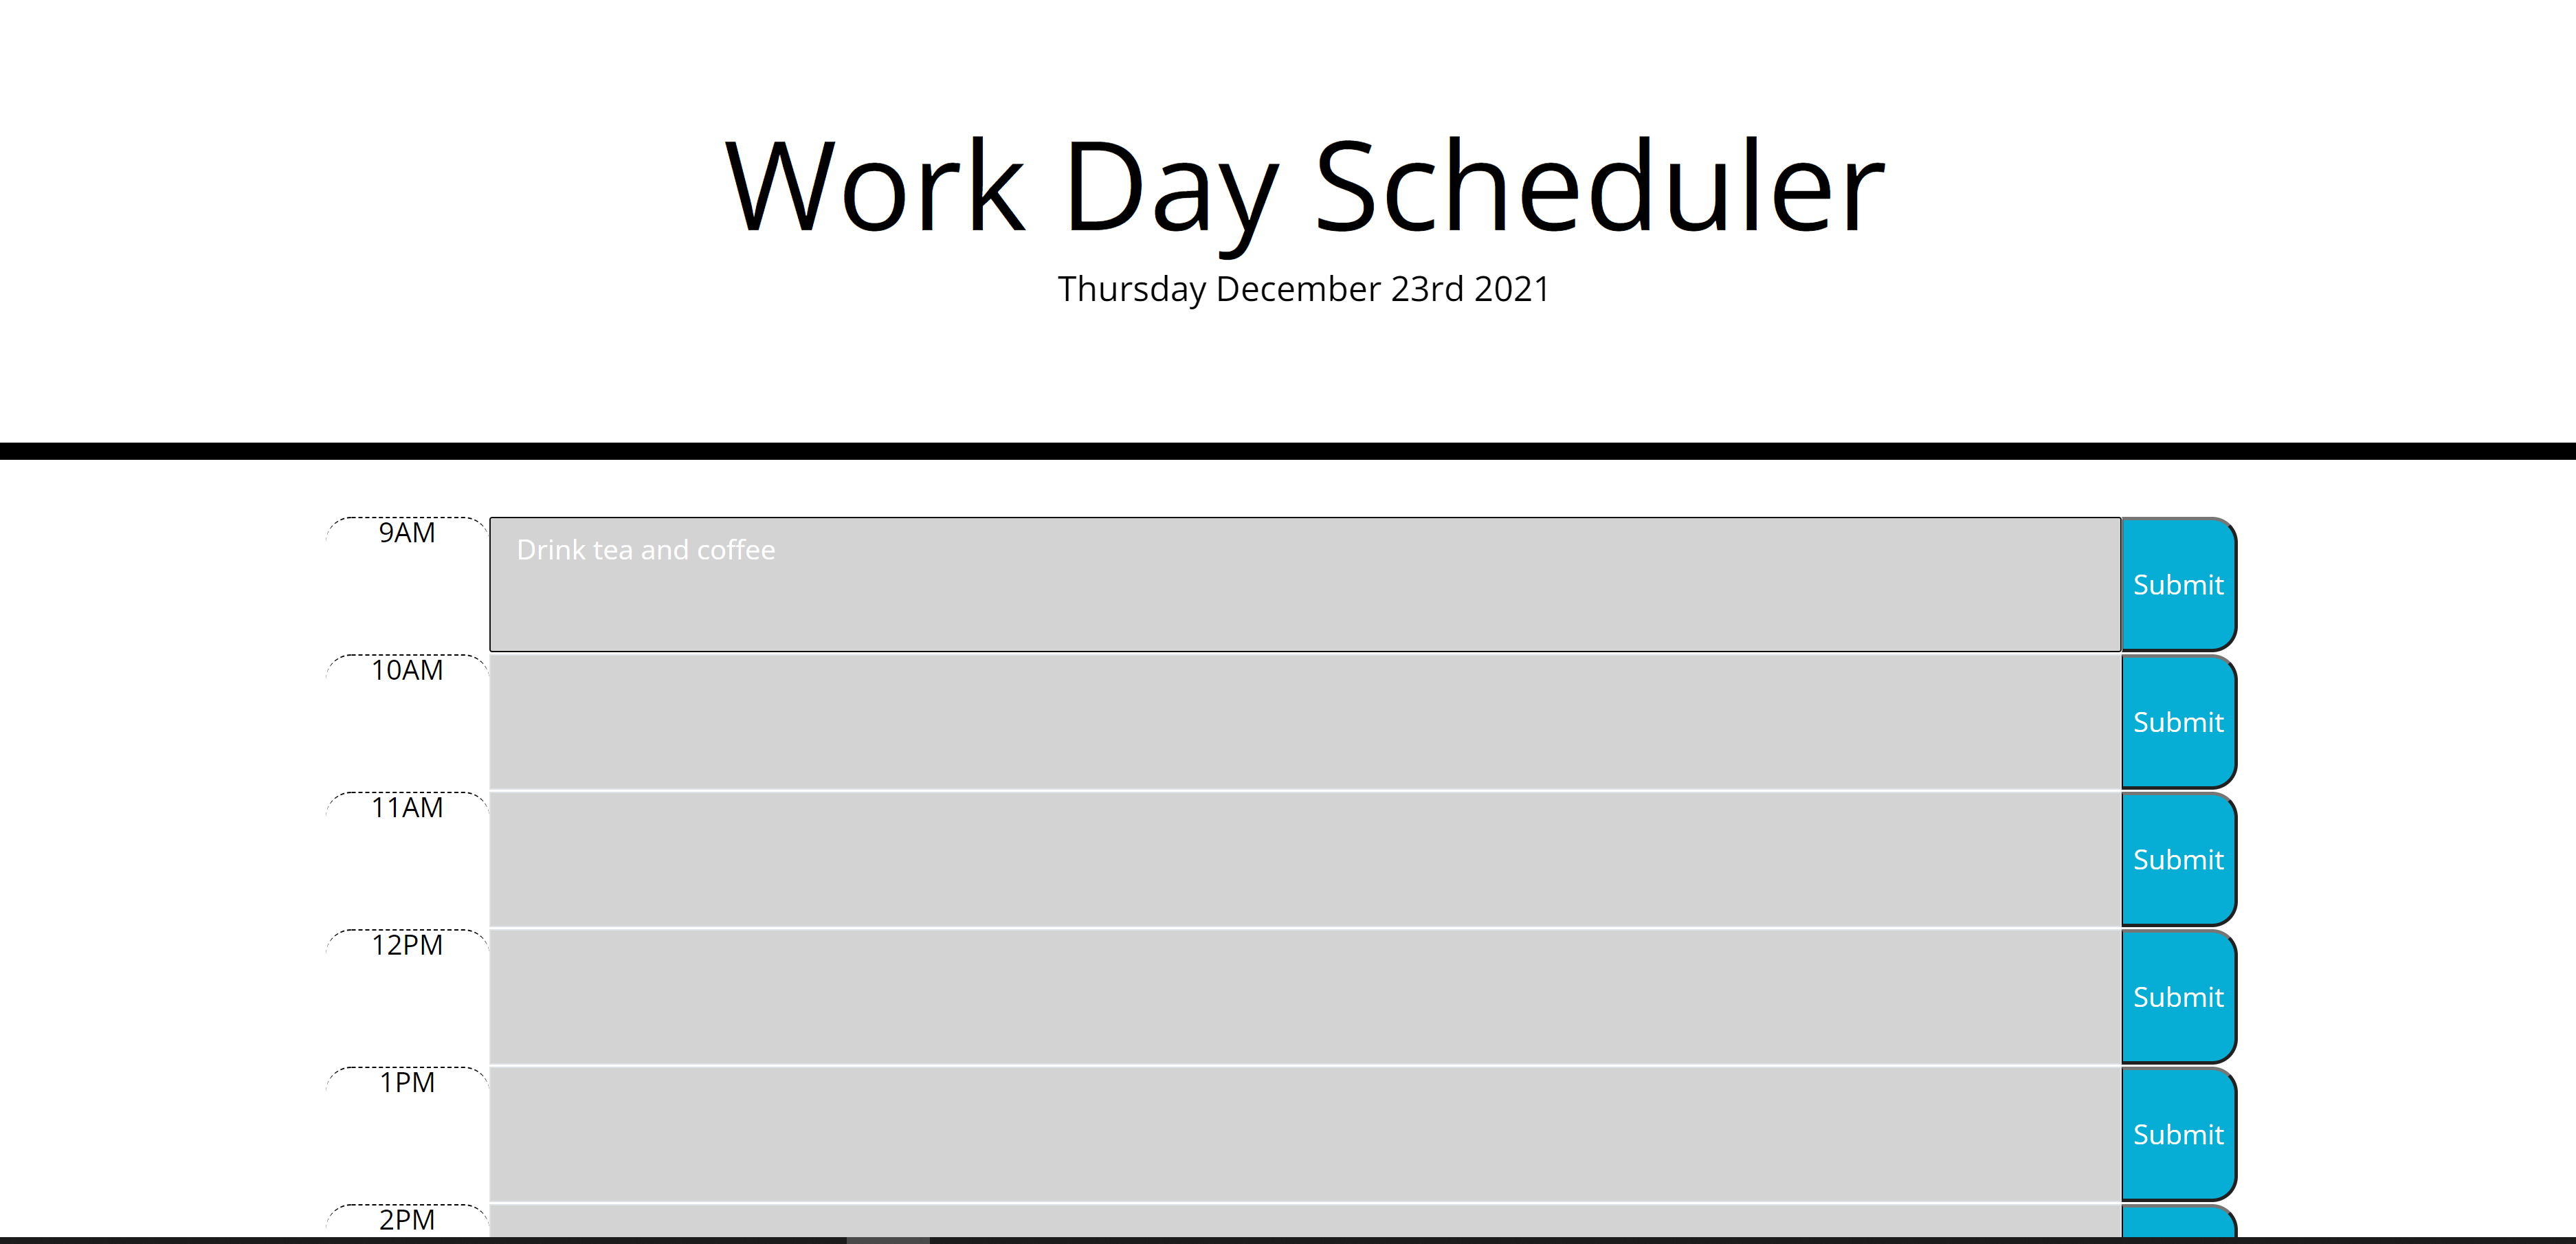 Work Day Scheduler
Thursday December 23rd 2021
9AM
Drink tea and coffee
Submit
10AM
Submit
11AM
Submit
12PM
Submit
1PM
Submit
2PM